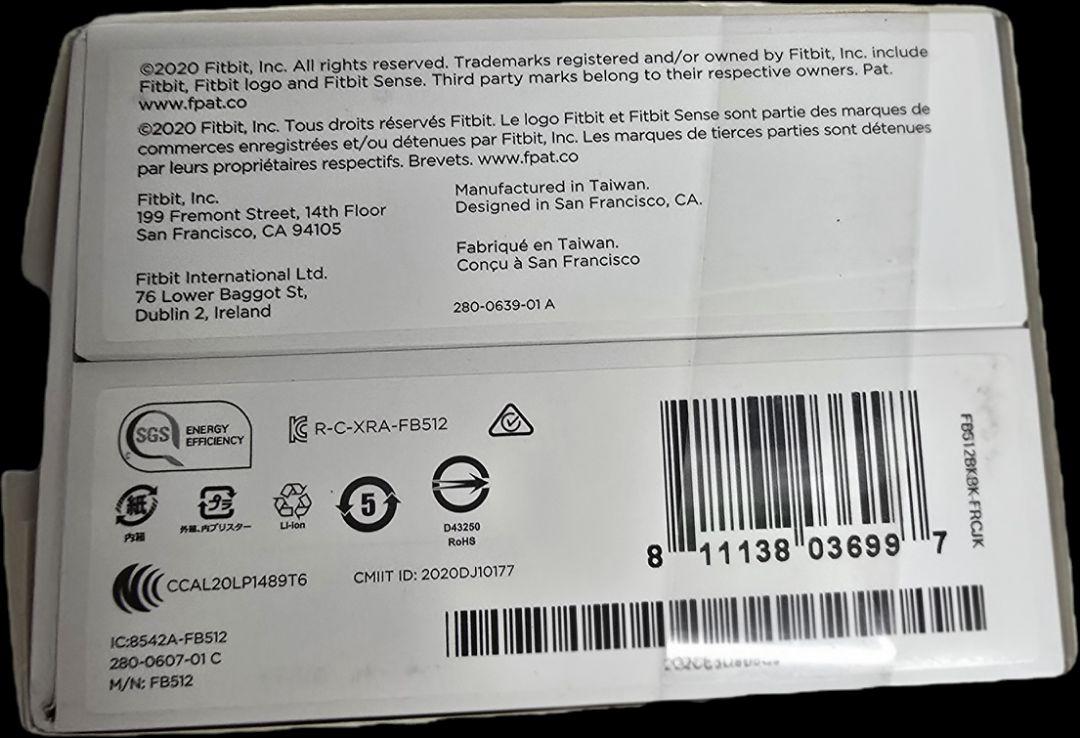 ©2020 Fitbit, Inc. All rights reserved. Trademarks registered and/or owned by Fitbit, Inc. include
Fitbit, Fitbit logo and Fitbit Sense. Third party marks belong to their respective owners. Pat.
www.fpat.co
©2020 Fitbit, Inc. Tous droits réservés Fitbit. Le logo Fitbit et Fitbit Sense sont partie des marques de
commerces enregistrées et/ou détenues par Fitbit, Inc. Les marques de tierces parties sont détenues
par leurs propriétaires respectifs. Brevets. www.fpat.co
Fitbit, Inc.
199 Fremont Street, 14th Floor
San Francisco, CA 94105
Fitbit International Ltd.
76 Lower Baggot St,
Dublin 2, Ireland
Manufactured in Taiwan.
Designed in San Francisco, CA.
Fabriqué en Taiwan.
Conçu à San Francisco
280-0639-01 A
SGS ENERGY
EFFICIENCY
R-C-XRA-FB512
紙
内箱
プラ
外箱、内ブリスター
Li-ion
5
D43250
RoHS
CCAL20LP1489T6
CMIIT ID: 2020DJ10177
IC:8542A-FB512
280-0607-01 C
M/N: FB512
8 11138 03699 7
FB512BKBK-FRCJK